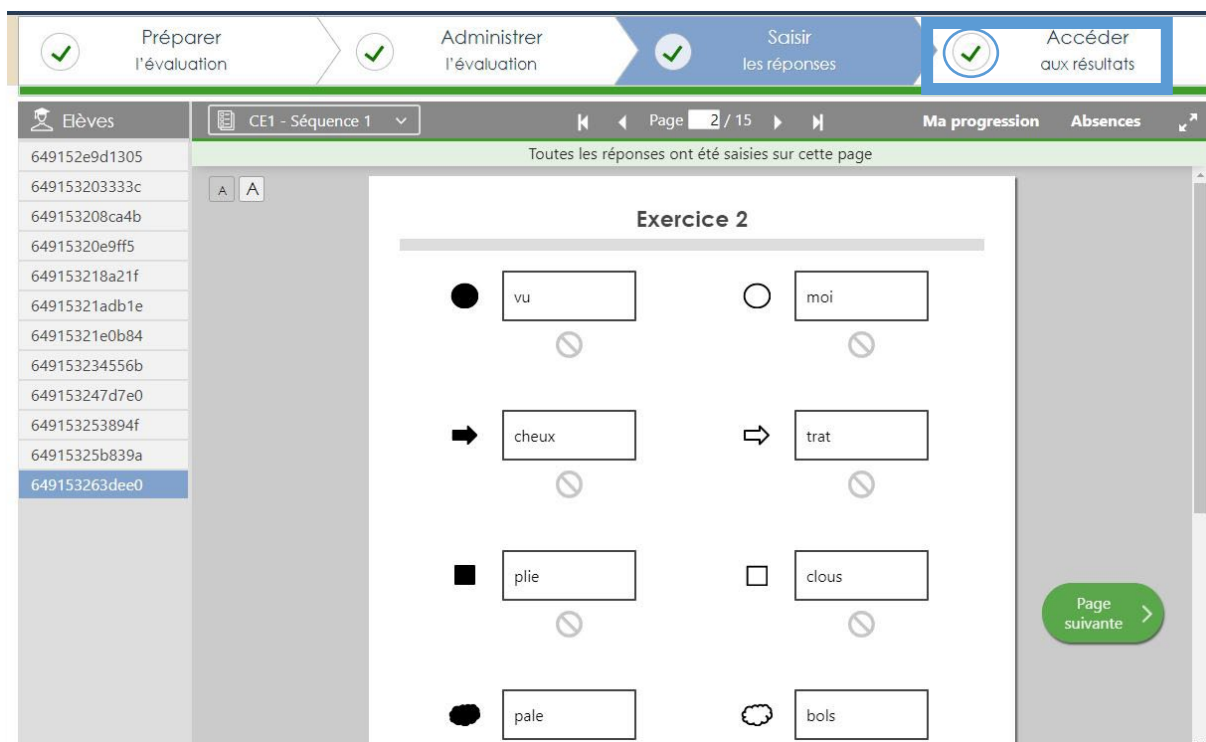 Préparer
l'évaluation
Administrer
l'évaluation
Saisir
les réponses
Accéder
aux résultats
Elèves
CE1 - Séquence 1
Page 2 / 15
Ma progression
Absences
Toutes les réponses ont été saisies sur cette page
649152e9d1305
649153203333c
649153208ca4b
64915320e9ff5
649153218a21f
64915321adb1e
64915321e0b84
649153234556b
649153247d7e0
649153253894f
64915325b839a
649153263dee0
A A
Exercice 2
vu
moi
cheux
trat
plie
clous
pale
bols
Page
suivante